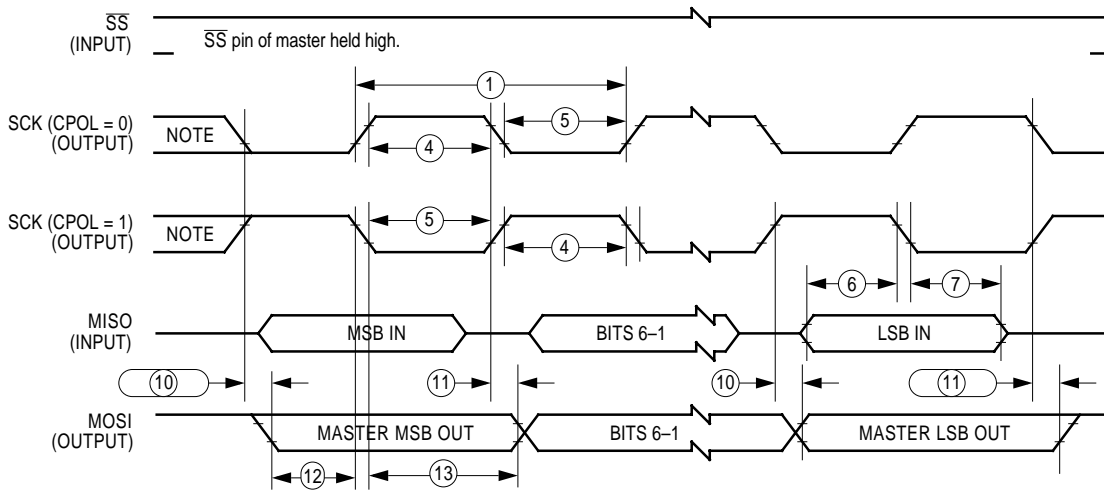 SS
(INPUT)
SS pin of master held high.
1
SCK (CPOL = 0)
(OUTPUT)
NOTE
5
4
SCK (CPOL = 1)
(OUTPUT)
NOTE
5
4
6
7
MISO
(INPUT)
MSB IN
BITS 6–1
LSB IN
10
11
10
11
MOSI
(OUTPUT)
MASTER MSB OUT
BITS 6–1
MASTER LSB OUT
12
13